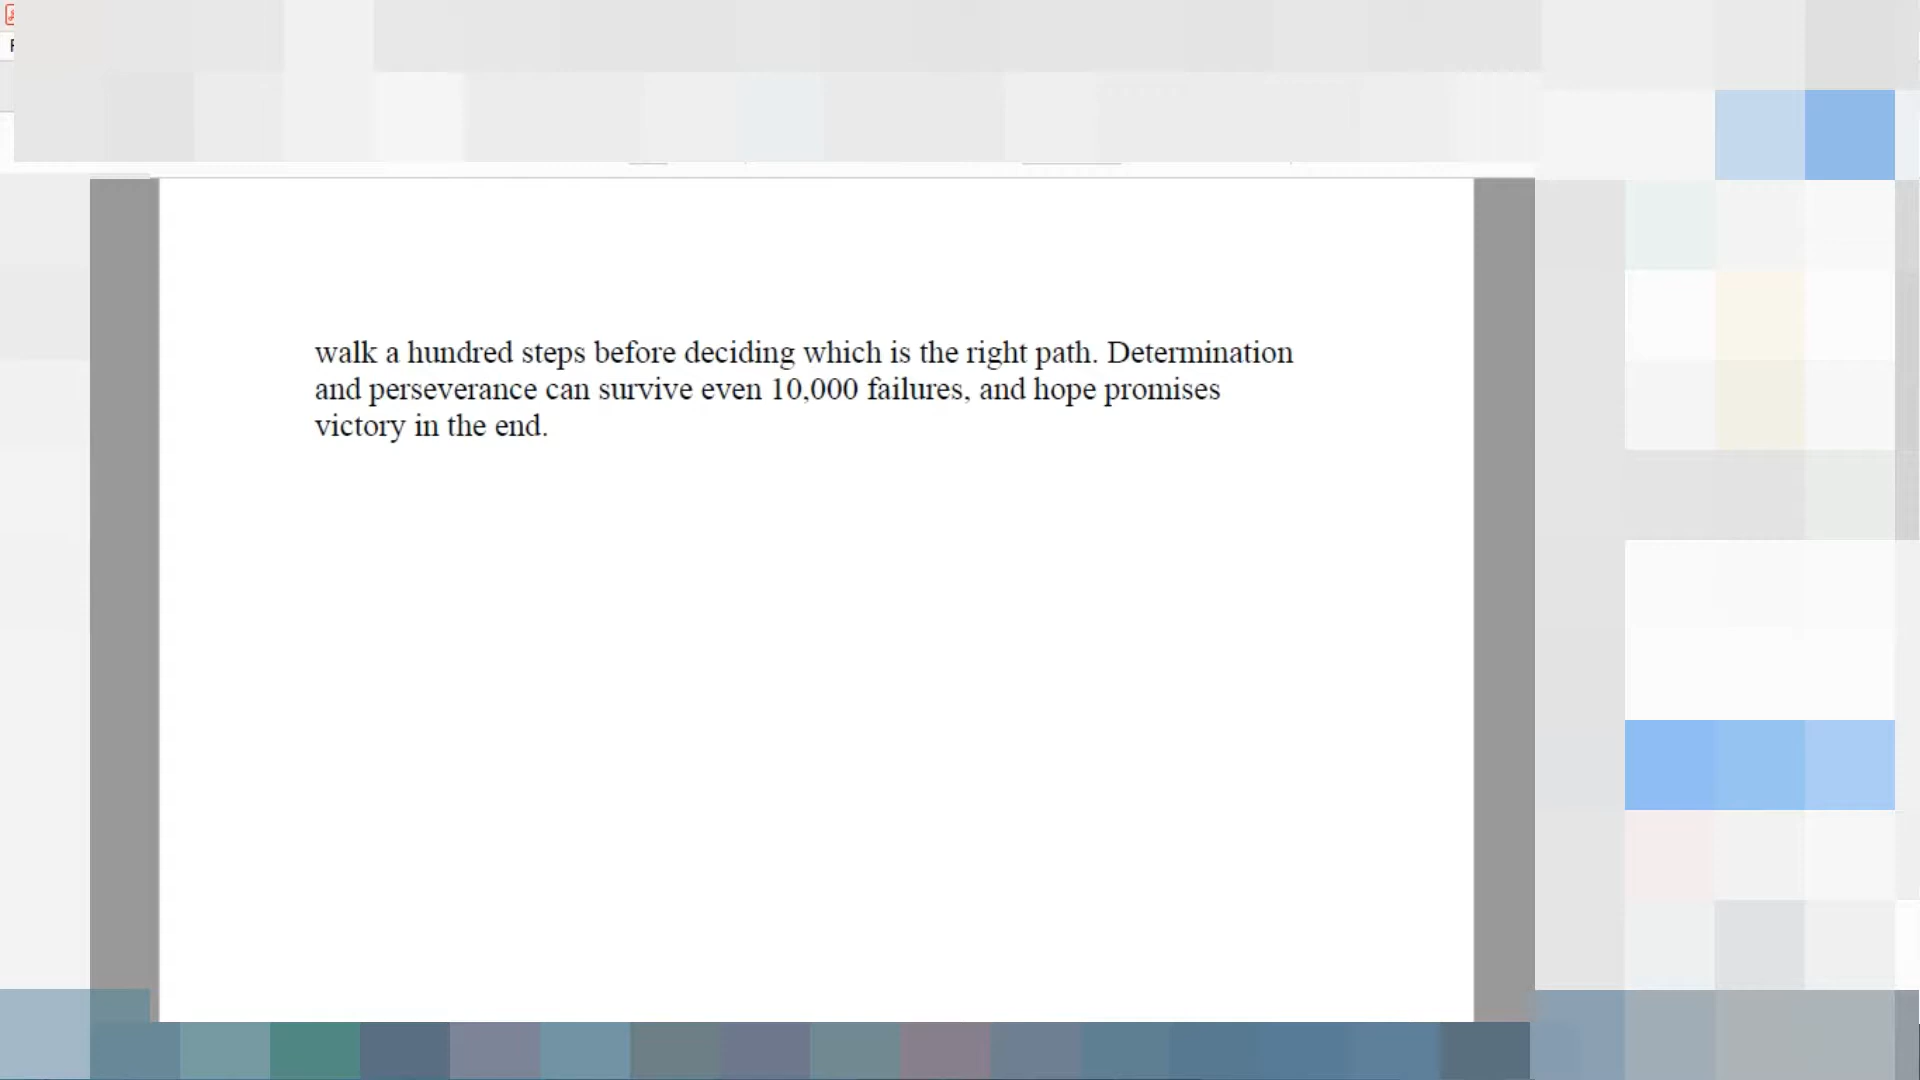 walk a hundred steps before deciding which is the right path. Determination
and perseverance can survive even 10,000 failures, and hope promises
victory in the end.